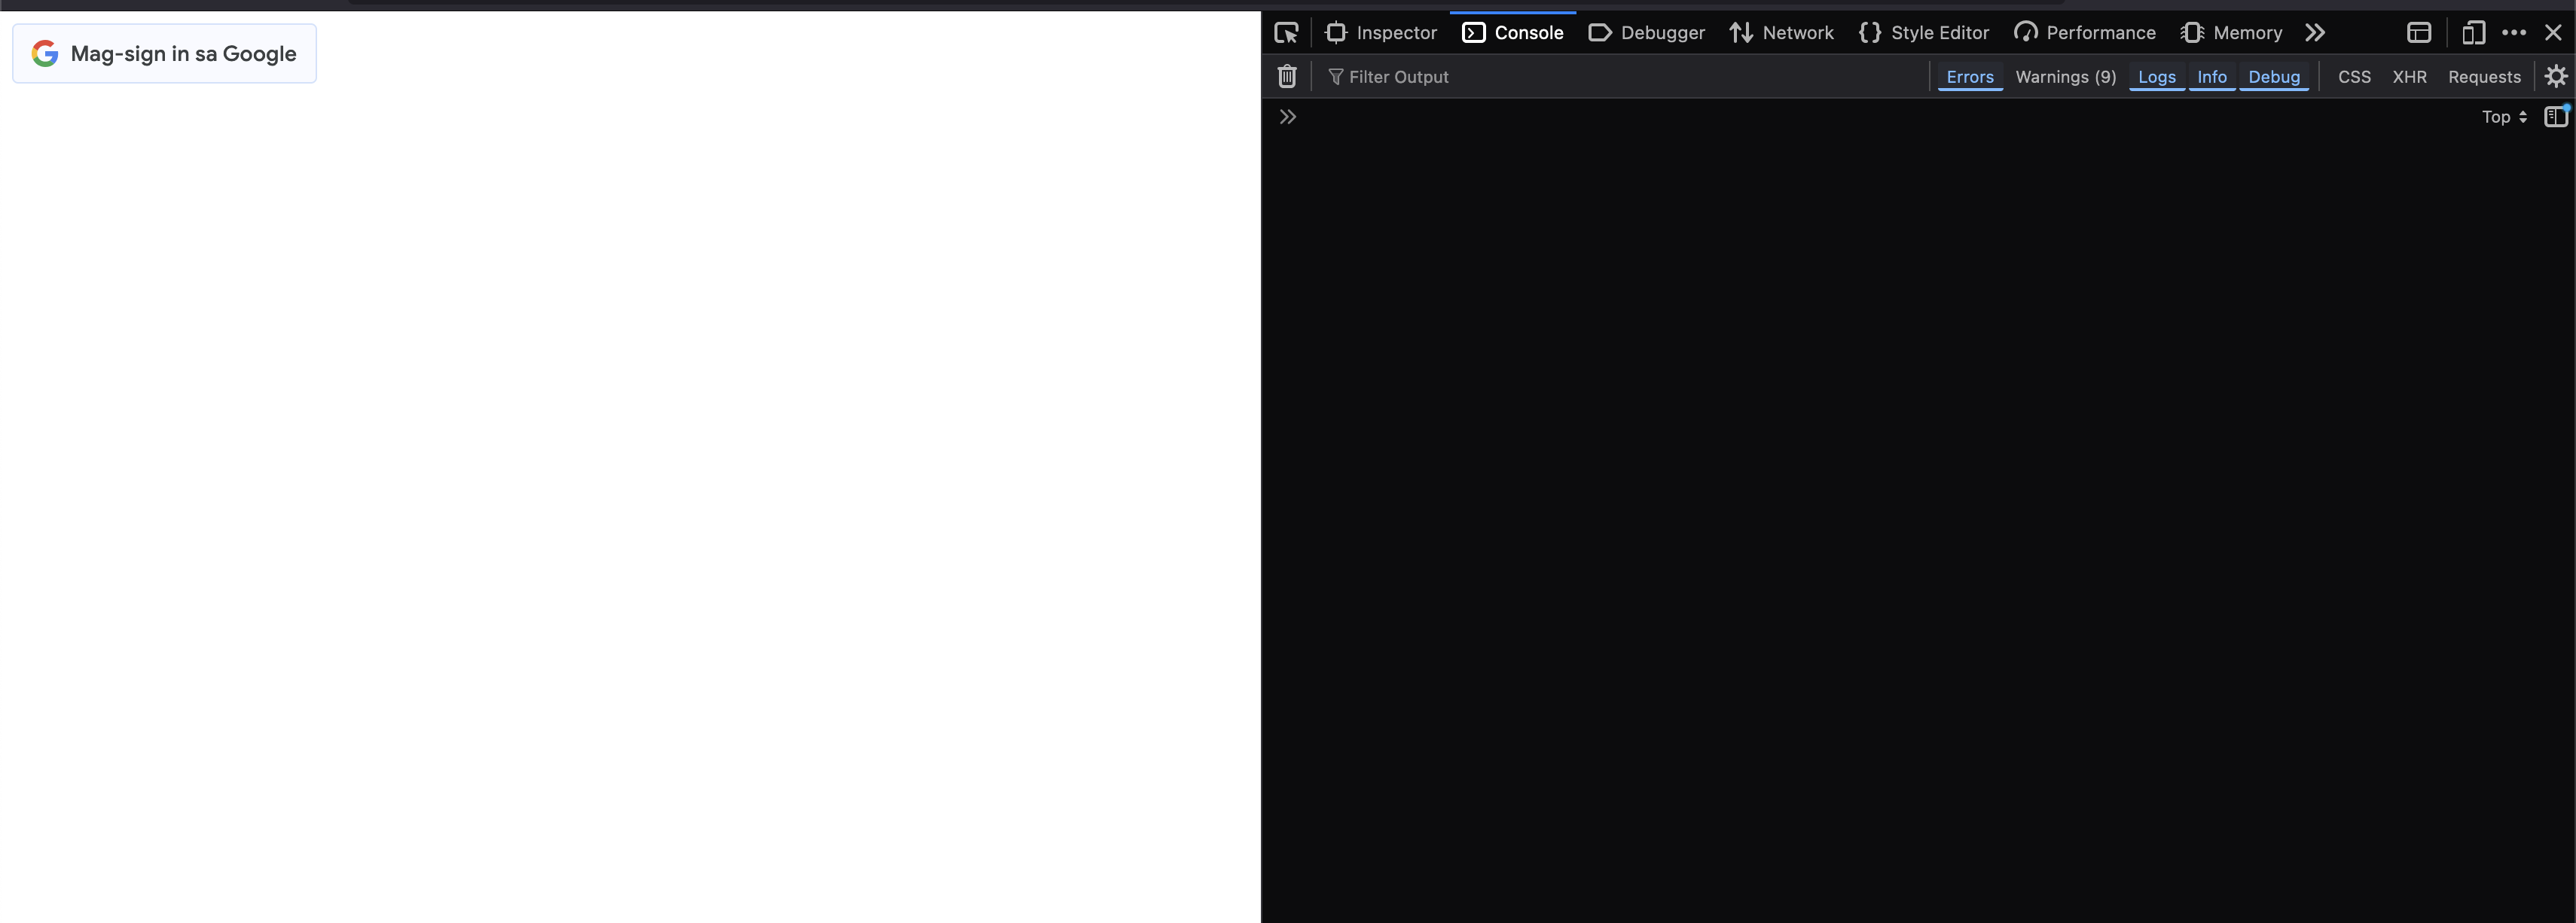 Mag-sign in sa Google
Inspector Console Debugger Network Style Editor Performance Memory
Filter Output Errors Warnings (9) Logs Info Debug CSS XHR Requests
Top